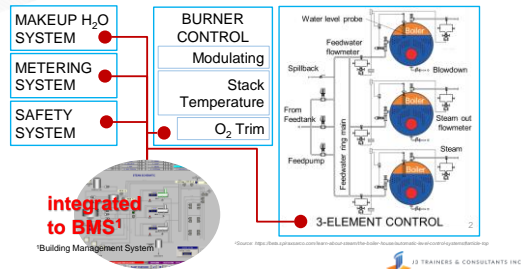 MAKEUP H₂O
SYSTEM
METERING
SYSTEM
SAFETY
SYSTEM
BURNER
CONTROL
Modulating
Stack
Temperature
O₂ Trim
integrated
to BMS¹
¹Building Management System
Water level probe
Boiler
Feedwater
flowmeter
Spillback
Blowdown
From
Feedtank
Boiler
Steam out
flowmeter
Feedpump
Feedwater ring main
Steam
Boiler
3-ELEMENT CONTROL
2
J3 TRAINERS & CONSULTANTS INC